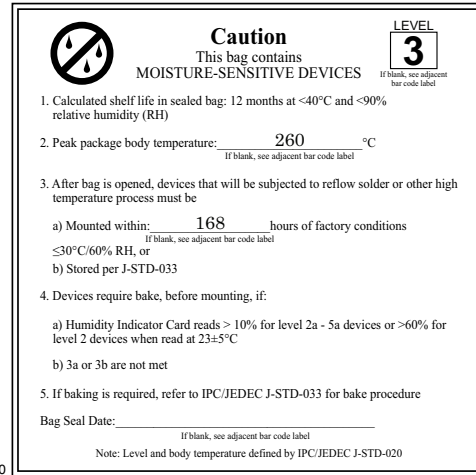 Caution
This bag contains
MOISTURE-SENSITIVE DEVICES
LEVEL
3
If blank, see adjacent
bar code label
1. Calculated shelf life in sealed bag: 12 months at <40°C and <90%
relative humidity (RH)
2. Peak package body temperature: 260 °C
If blank, see adjacent bar code label
3. After bag is opened, devices that will be subjected to reflow solder or other high
temperature process must be
a) Mounted within: 168 hours of factory conditions
If blank, see adjacent bar code label
≤30°C/60% RH, or
b) Stored per J-STD-033
4. Devices require bake, before mounting, if:
a) Humidity Indicator Card reads > 10% for level 2a - 5a devices or >60% for
level 2 devices when read at 23±5°C
b) 3a or 3b are not met
5. If baking is required, refer to IPC/JEDEC J-STD-033 for bake procedure
Bag Seal Date:
If blank, see adjacent bar code label
Note: Level and body temperature defined by IPC/JEDEC J-STD-020
0